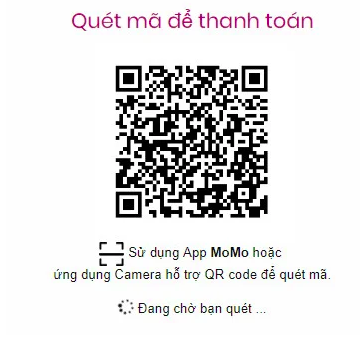 Quét mã để thanh toán
Sử dụng App MoMo hoặc
ứng dụng Camera hỗ trợ QR code để quét mã.
Đang chờ bạn quét ...